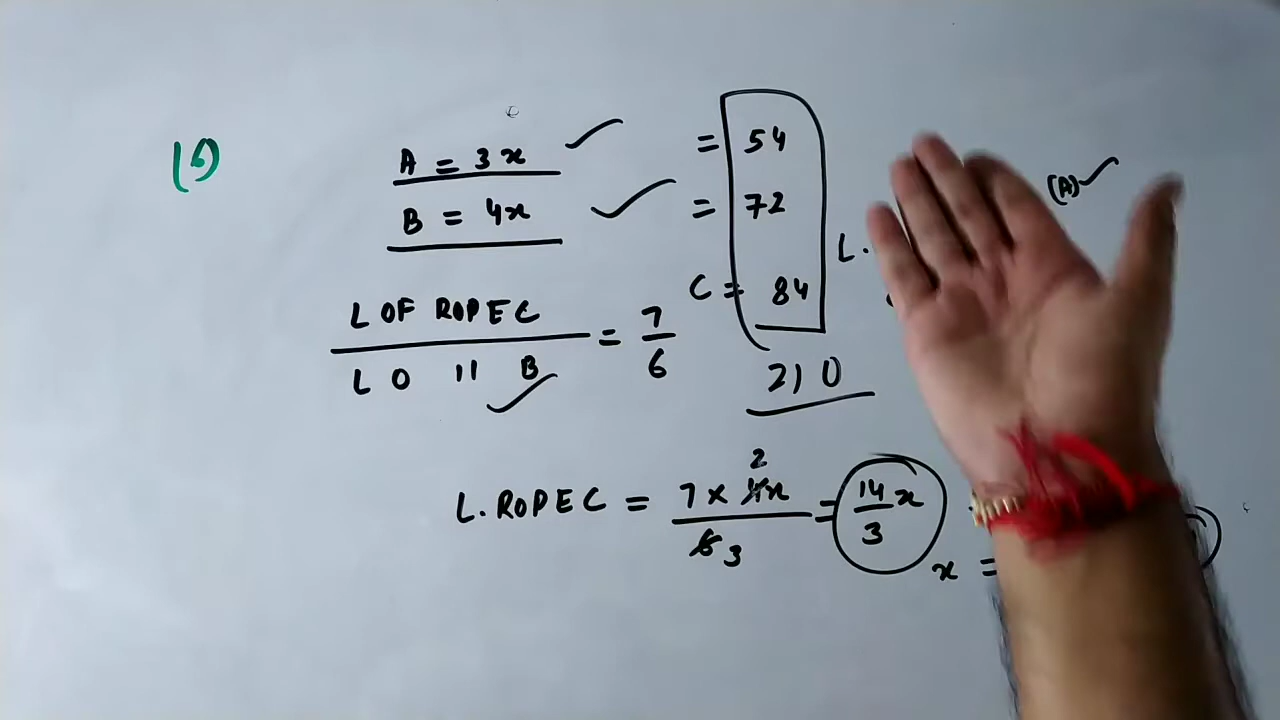 (6)
A = 3x = 54 (A)
B = 4x = 72
L.
C = 84
L OF ROPE C / L O 11 B = 7/6
210
L. ROPE C = 7 × 4x / 6 = 14/3 x
2
3
x =